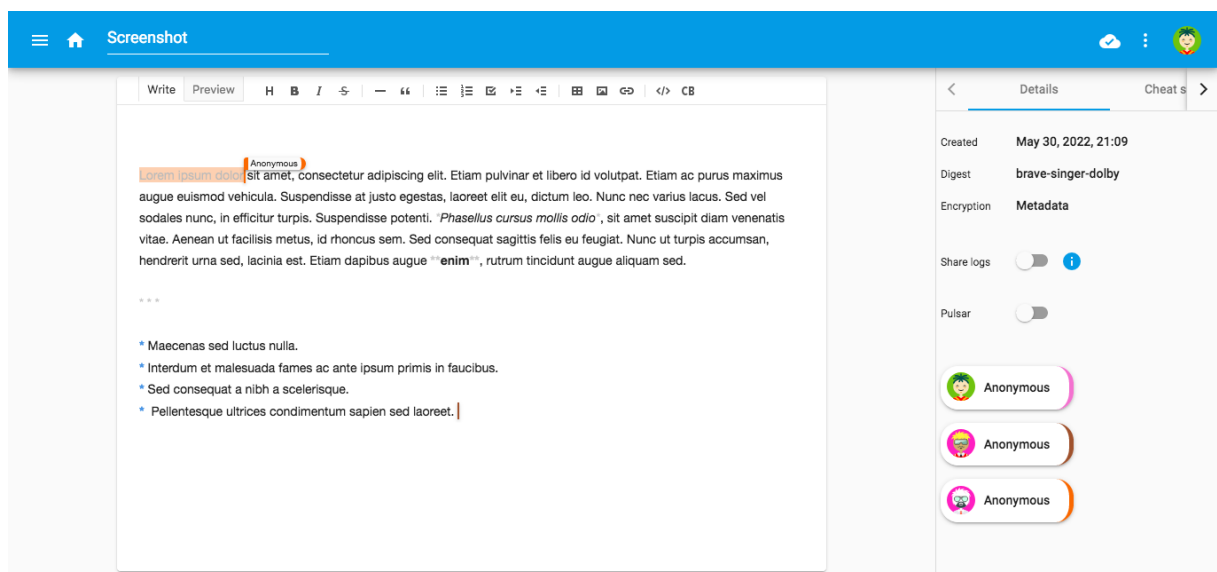 Screenshot
Write Preview H B I S — “ </> CB
Details Cheat s
Anonymous
Lorem ipsum dolor sit amet, consectetur adipiscing elit. Etiam pulvinar et libero id volutpat. Etiam ac purus maximus
augue euismod vehicula. Suspendisse at justo egestas, laoreet elit eu, dictum leo. Nunc nec varius lacus. Sed vel
sodales nunc, in efficitur turpis. Suspendisse potenti. *Phasellus cursus mollis odio*, sit amet suscipit diam venenatis
vitae. Aenean ut facilisis metus, id rhoncus sem. Sed consequat sagittis felis eu feugiat. Nunc ut turpis accumsan,
hendrerit urna sed, lacinia est. Etiam dapibus augue **enim**, rutrum tincidunt augue aliquam sed.
* * *
* Maecenas sed luctus nulla.
* Interdum et malesuada fames ac ante ipsum primis in faucibus.
* Sed consequat a nibh a scelerisque.
* Pellentesque ultrices condimentum sapien sed laoreet.
Created May 30, 2022, 21:09
Digest brave-singer-dolby
Encryption Metadata
Share logs
Pulsar
Anonymous
Anonymous
Anonymous